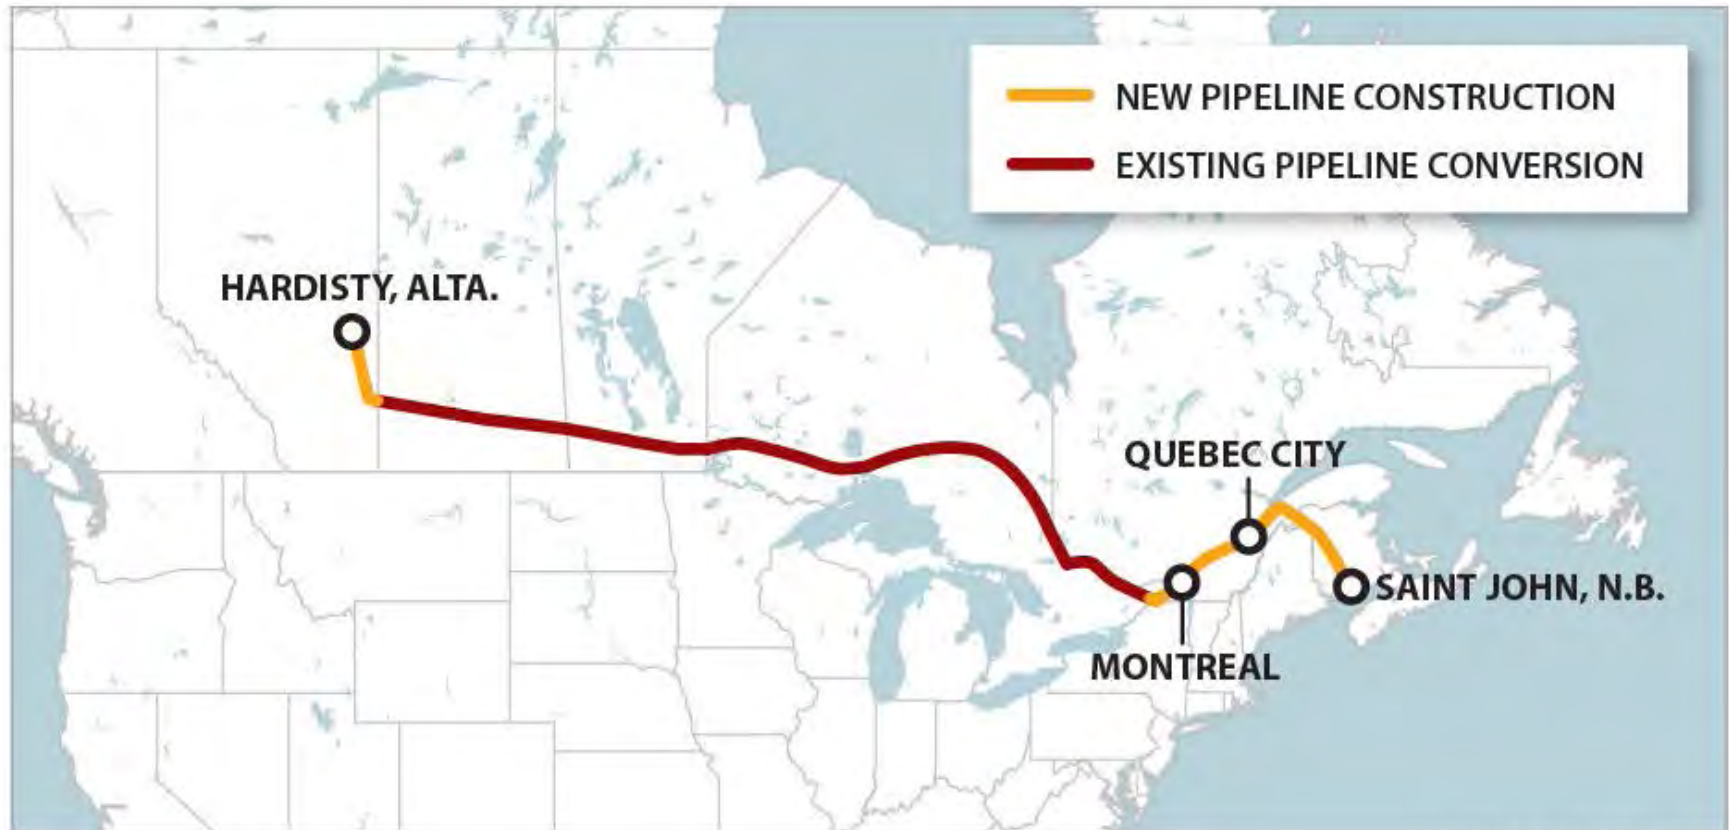 NEW PIPELINE CONSTRUCTION
EXISTING PIPELINE CONVERSION
HARDISTY, ALTA.
QUEBEC CITY
SAINT JOHN, N.B.
MONTREAL